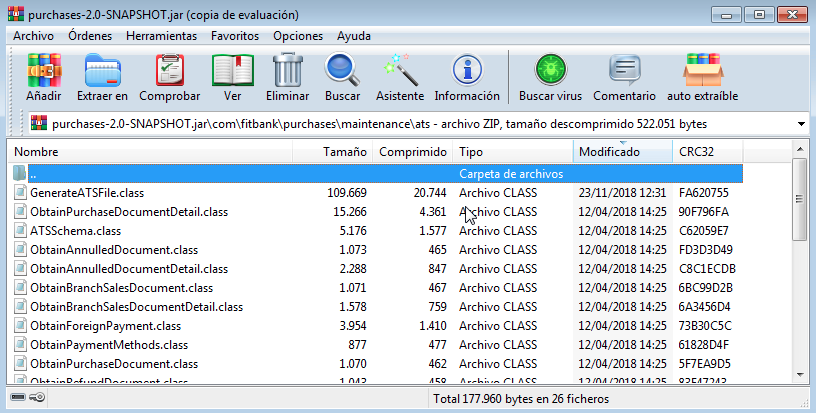 purchases-2.0-SNAPSHOT.jar (copia de evaluación)
Archivo Órdenes Herramientas Favoritos Opciones Ayuda
Añadir Extraer en Comprobar Ver Eliminar Buscar Asistente Información Buscar virus Comentario auto extraíble
purchases-2.0-SNAPSHOT.jar\com\fitbank\purchases\maintenance\ats - archivo ZIP, tamaño descomprimido 522.051 bytes
Nombre Tamaño Comprimido Tipo Modificado CRC32
.. Carpeta de archivos
GenerateATSFile.class 109.669 20.744 Archivo CLASS 23/11/2018 12:31 FA620755
ObtainPurchaseDocumentDetail.class 15.266 4.361 Archivo CLASS 12/04/2018 14:25 90F796FA
ATSSchema.class 5.176 1.577 Archivo CLASS 12/04/2018 14:25 C62059E7
ObtainAnnulledDocument.class 1.073 465 Archivo CLASS 12/04/2018 14:25 FD3D3D49
ObtainAnnulledDocumentDetail.class 2.288 847 Archivo CLASS 12/04/2018 14:25 C8C1ECDB
ObtainBranchSalesDocument.class 1.071 467 Archivo CLASS 12/04/2018 14:25 6BC99D2B
ObtainBranchSalesDocumentDetail.class 1.578 759 Archivo CLASS 12/04/2018 14:25 6A3456D4
ObtainForeignPayment.class 3.954 1.410 Archivo CLASS 12/04/2018 14:25 73B30C5C
ObtainPaymentMethods.class 877 477 Archivo CLASS 12/04/2018 14:25 61828D4F
ObtainPurchaseDocument.class 1.070 462 Archivo CLASS 12/04/2018 14:25 5F7EA9D5
ObtainRefundDocument.class 1.043 458 Archivo CLASS 12/04/2018 14:25 83F47243
Total 177.960 bytes en 26 ficheros